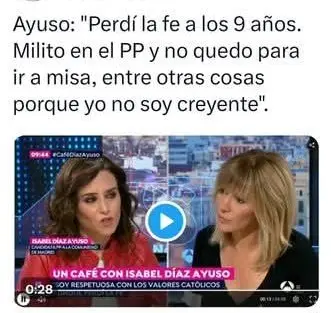 Ayuso: "Perdí la fe a los 9 años.
Milito en el PP y no quedo para
ir a misa, entre otras cosas
porque yo no soy creyente".
09:44 #CaféDíazAyuso
ISABEL DÍAZ AYUSO
CANDIDATA PP A LA COMUNIDAD
DE MADRID
UN CAFÉ CON ISABEL DÍAZ AYUSO
SOY RESPETUOSA CON LOS VALORES CATÓLICOS
0:28